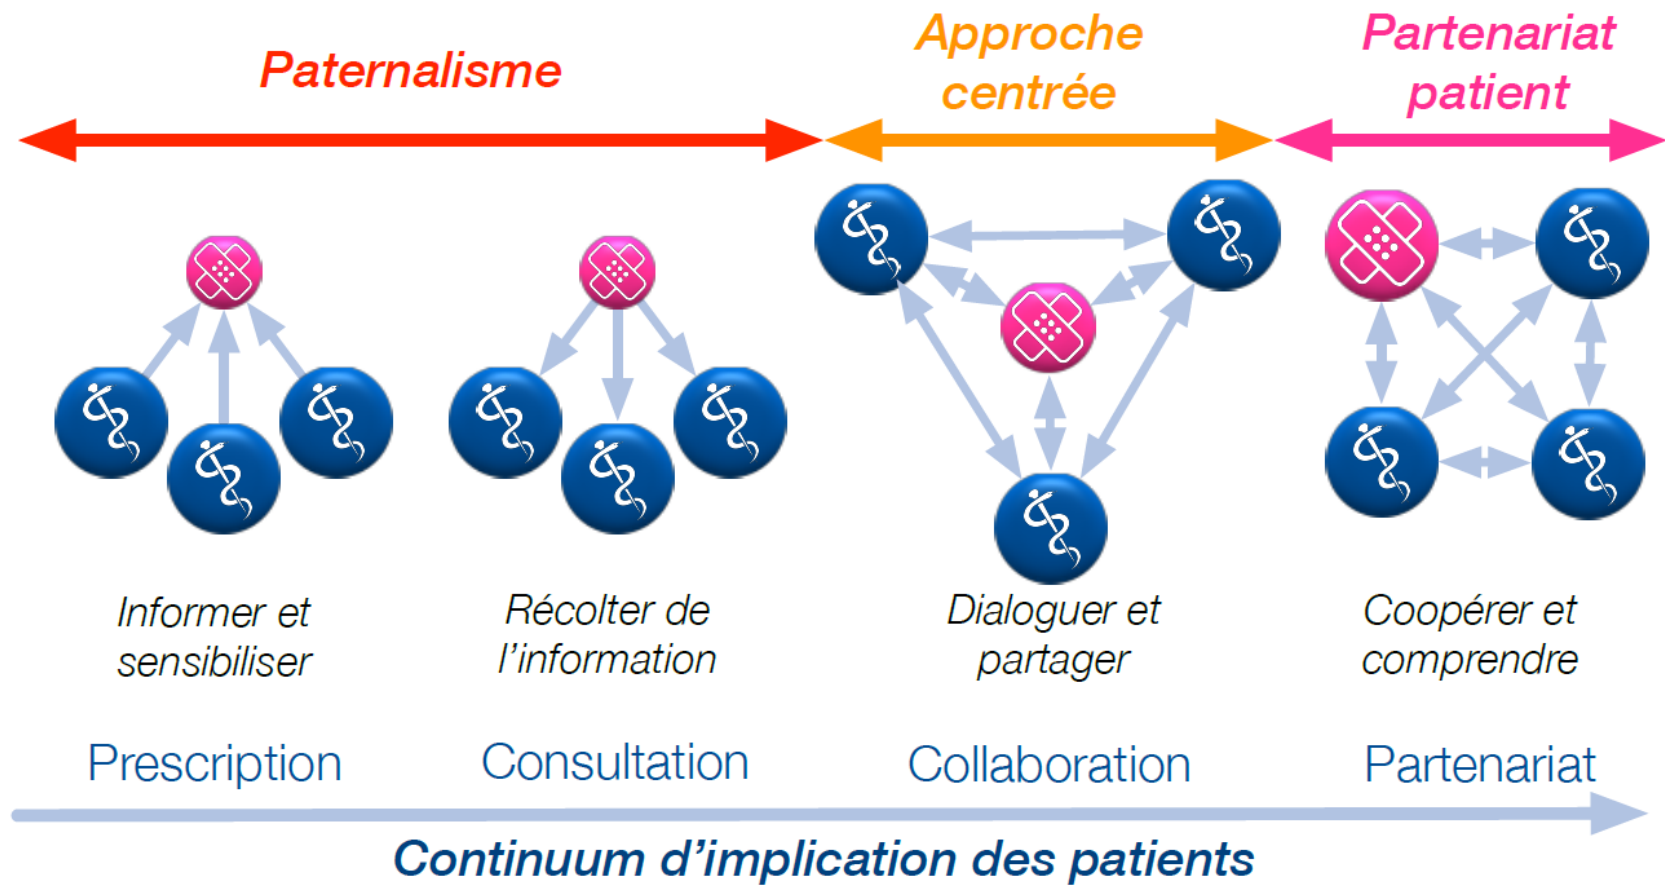 Paternalisme
Approche
centrée
Partenariat
patient
Informer et
sensibiliser
Récolter de
l'information
Dialoguer et
partager
Coopérer et
comprendre
Prescription
Consultation
Collaboration
Partenariat
Continuum d'implication des patients